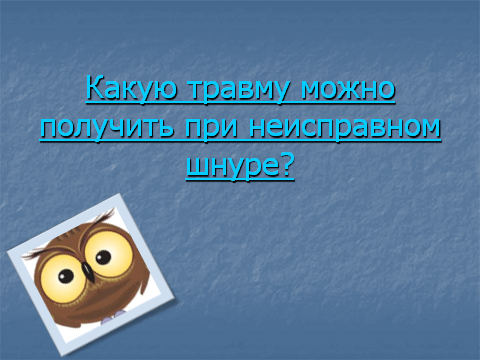 Какую травму можно
получить при неисправном
шнуре?